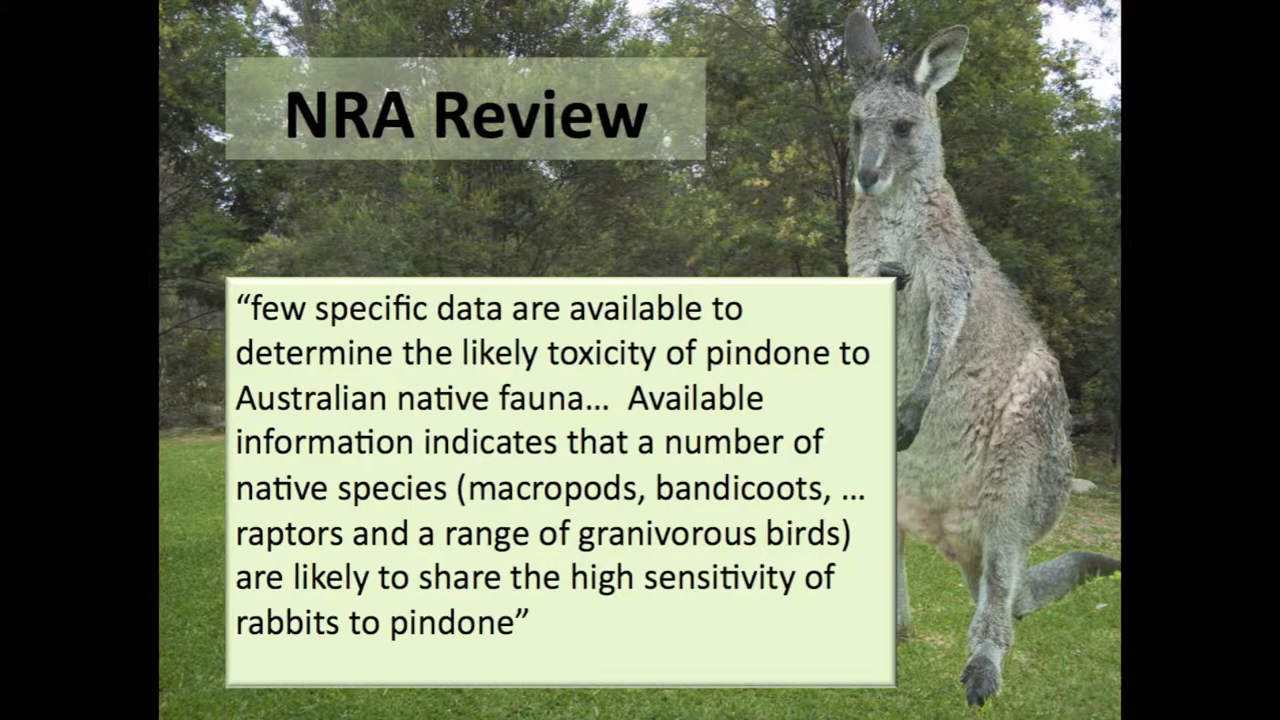 NRA Review
“few specific data are available to
determine the likely toxicity of pindone to
Australian native fauna…  Available
information indicates that a number of
native species (macropods, bandicoots, …
raptors and a range of granivorous birds)
are likely to share the high sensitivity of
rabbits to pindone”